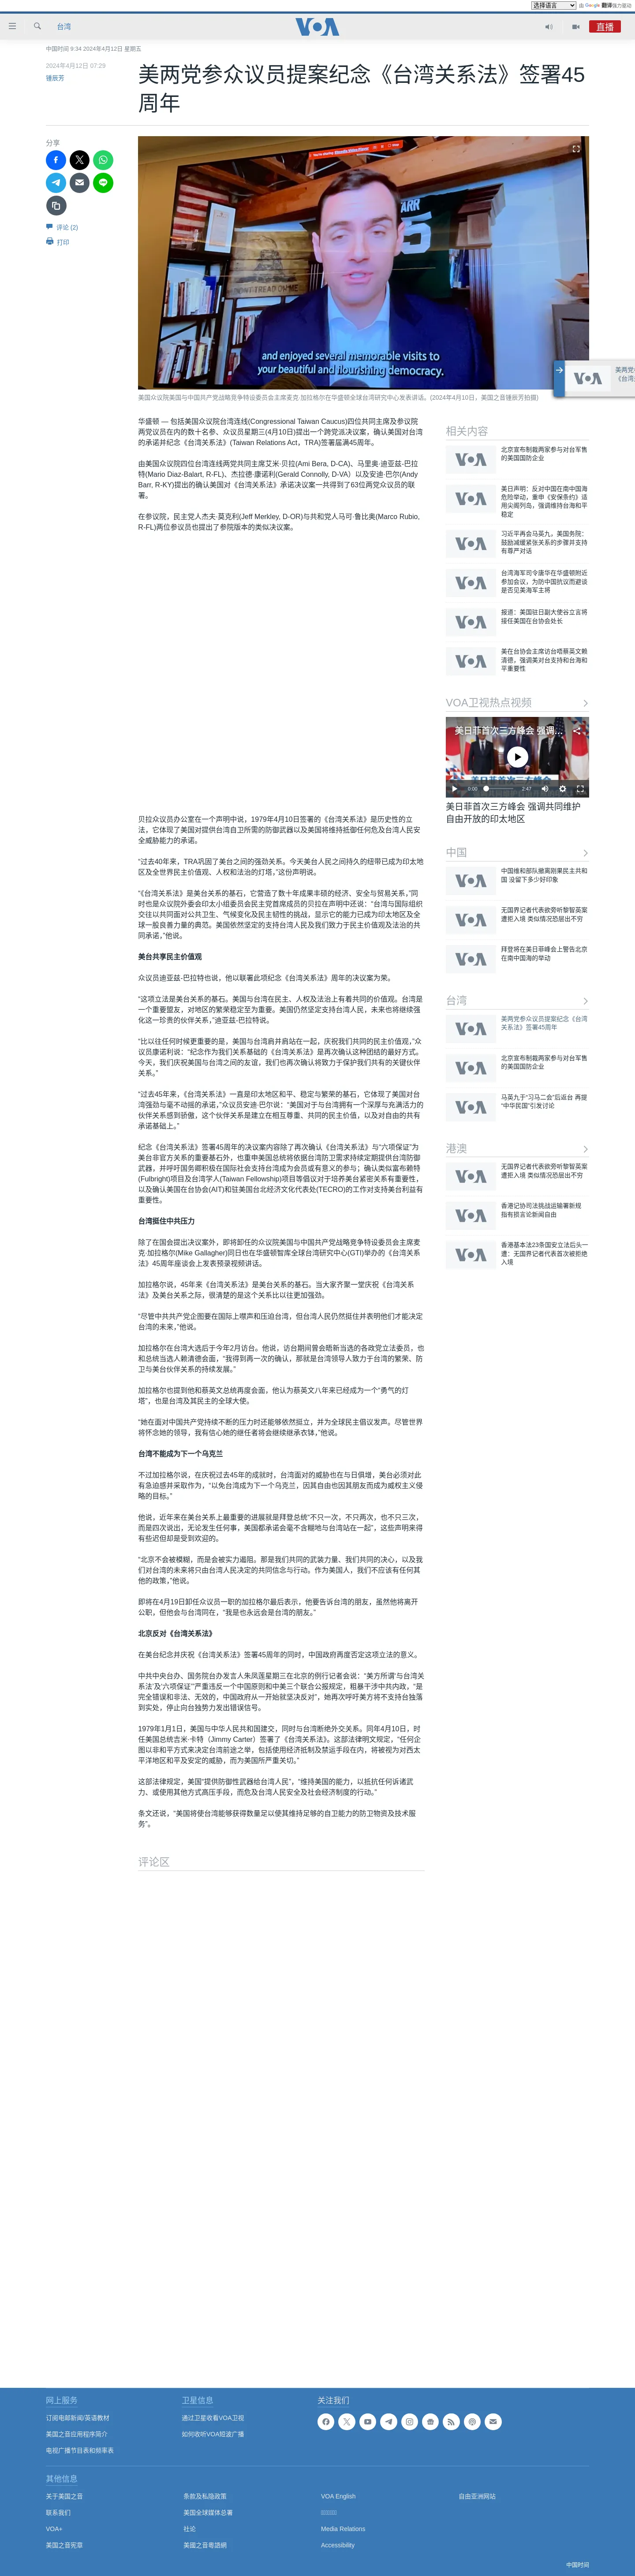 选择语言 由 Google 翻译强力驱动
台湾
VOA
直播
中国时间 9:34 2024年4月12日 星期五
2024年4月12日 07:29
锺辰芳
美两党参众议员提案纪念《台湾关系法》签署45
周年
分享
评论 (2)
打印
and enjoyed several memorable visits to
your beautiful and flourishing democracy.
美国众议院美国与中国共产党战略竞争特设委员会主席麦克·加拉格尔在华盛顿全球台湾研究中心发表讲话。(2024年4月10日，美国之音锺辰芳拍摄)
华盛顿 — 包括美国众议院台湾连线(Congressional Taiwan Caucus)四位共同主席及参议院
两党议员在内的数十名参、众议员星期三(4月10日)提出一个跨党派决议案，确认美国对台湾
的承诺并纪念《台湾关系法》(Taiwan Relations Act，TRA)签署届满45周年。
由美国众议院四位台湾连线两党共同主席艾米·贝拉(Ami Bera, D-CA)、马里奥·迪亚兹-巴拉
特(Mario Diaz-Balart, R-FL)、杰拉德·康诺利(Gerald Connolly, D-VA）以及安迪·巴尔(Andy
Barr, R-KY)提出的确认美国对《台湾关系法》承诺决议案一共得到了63位两党众议员的联
署。
在参议院，民主党人杰夫·莫克利(Jeff Merkley, D-OR)与共和党人马可·鲁比奥(Marco Rubio,
R-FL)两位参议员也提出了参院版本的类似决议案。
贝拉众议员办公室在一个声明中说，1979年4月10日签署的《台湾关系法》是历史性的立
法，它体现了美国对提供台湾自卫所需的防御武器以及美国将维持抵御任何危及台湾人民安
全威胁能力的承诺。
“过去40年来，TRA巩固了美台之间的强劲关系。今天美台人民之间持久的纽带已成为印太地
区及全世界民主价值观、人权和法治的灯塔，”这份声明说。
“《台湾关系法》是美台关系的基石，它营造了数十年成果丰硕的经济、安全与贸易关系，”同
时也是众议院外委会印太小组委员会民主党首席成员的贝拉在声明中还说：“台湾与国际组织
交往以共同面对公共卫生、气候变化及民主韧性的挑战，显示它的能力已成为印太地区及全
球一股良善力量的典范。美国依然坚定的支持台湾人民及我们致力于民主价值观及法治的共
同承诺，”他说。
美台共享民主价值观
众议员迪亚兹-巴拉特也说，他以联署此项纪念《台湾关系法》周年的决议案为荣。
“这项立法是美台关系的基石。美国与台湾在民主、人权及法治上有着共同的价值观。台湾是
一个重要盟友，对维护地区的繁荣稳定至为重要。美国仍然坚定支持台湾人民，未来也将继续强
化这一珍贵的伙伴关系，”迪亚兹-巴拉特说。
“比以往任何时候更重要的是，美国与台湾肩并肩站在一起，庆祝我们共同的民主价值观，”众
议员康诺利说：“纪念作为我们关系基础的《台湾关系法》是再次确认这种团结的最好方式。
今天，我们庆祝美国与台湾之间的友谊，我们也再次确认将致力于保护我们共有的关键伙伴
关系。”
“过去45年来，《台湾关系法》一直是印太地区和平、稳定与繁荣的基石，它体现了美国对台
湾强劲与毫不动摇的承诺，”众议员安迪·巴尔说：“美国对于与台湾拥有一个深厚与充满活力的
伙伴关系感到骄傲，这个伙伴关系是建立在相互尊重、共同的民主价值，以及对自由的共有
承诺基础上。”
纪念《台湾关系法》签署45周年的决议案内容除了再次确认《台湾关系法》与“六项保证”为
美台非官方关系的重要基石外，也重申美国总统将依据台湾防卫需求持续定期提供台湾防御
武器，并呼吁国务卿积极在国际社会支持台湾成为会员或有意义的参与；确认类似富布赖特
(Fulbright)项目及台湾学人(Taiwan Fellowship)项目等倡议对于培养美台紧密关系有重要性，
以及确认美国在台协会(AIT)和驻美国台北经济文化代表处(TECRO)的工作对支持美台利益有
重要性。
台湾挺住中共压力
除了在国会提出决议案外，即将卸任的众议院美国与中国共产党战略竞争特设委员会主席麦
克·加拉格尔(Mike Gallagher)同日也在华盛顿智库全球台湾研究中心(GTI)举办的《台湾关系
法》45周年座谈会上发表预录视频讲话。
加拉格尔说，45年来《台湾关系法》是美台关系的基石。当大家齐聚一堂庆祝《台湾关系
法》及美台关系之际，很清楚的是这个关系比以往更加强劲。
“尽管中共共产党企图要在国际上噤声和压迫台湾，但台湾人民仍然挺住并表明他们才能决定
台湾的未来，”他说。
加拉格尔在台湾大选后于今年2月访台。他说，访台期间曾会晤新当选的各政党立法委员，也
和总统当选人赖清德会面，“我得到再一次的确认，那就是台湾领导人致力于台湾的繁荣、防
卫与美台伙伴关系的持续发展。”
加拉格尔也提到他和蔡英文总统再度会面，他认为蔡英文八年来已经成为一个“勇气的灯
塔”，也是台湾及其民主的全球大使。
“她在面对中国共产党持续不断的压力时还能够依然挺立，并为全球民主倡议发声。尽管世界
将怀念她的领导，我有信心她的继任者将会继续继承衣钵，”他说。
台湾不能成为下一个乌克兰
不过加拉格尔说，在庆祝过去45年的成就时，台湾面对的威胁也在与日俱增，美台必须对此
有急迫感并采取作为，“以免台湾成为下一个乌克兰，因其自由也因其朋友而成为威权主义侵
略的目标。”
他说，近年来在美台关系上最重要的进展就是拜登总统“不只一次，不只两次，也不只三次，
而是四次说出，无论发生任何事，美国都承诺会毫不含糊地与台湾站在一起”，这些声明来得
有些迟但却是受到欢迎的。
“北京不会被模糊，而是会被实力遏阻。那是我们共同的武装力量、我们共同的决心，以及我
们对台湾的未来将只由台湾人民决定的共同信念与行动。作为美国人，我们不应该有任何其
他的政策，”他说。
即将在4月19日卸任众议员一职的加拉格尔最后表示，他要告诉台湾的朋友，虽然他将离开
公职，但他会与台湾同在，“我是也永远会是台湾的朋友。”
北京反对《台湾关系法》
在美台纪念并庆祝《台湾关系法》签署45周年的同时，中国政府再度否定这项立法的意义。
中共中央台办、国务院台办发言人朱凤莲星期三在北京的例行记者会说：“美方所谓‘与台湾关
系法’及‘六项保证’”严重违反一个中国原则和中美三个联合公报规定，粗暴干涉中共内政，“是
完全错误和非法、无效的，中国政府从一开始就坚决反对”，她再次呼吁美方将不支持台独落
到实处，停止向台独势力发出错误信号。
1979年1月1日，美国与中华人民共和国建交，同时与台湾断绝外交关系。同年4月10日，时
任美国总统吉米·卡特（Jimmy Carter）签署了《台湾关系法》。这部法律明文规定，“任何企
图以非和平方式来决定台湾前途之举，包括使用经济抵制及禁运手段在内，将被视为对西太
平洋地区和平及安定的威胁，而为美国所严重关切。”
这部法律规定，美国“提供防御性武器给台湾人民”，“维持美国的能力，以抵抗任何诉诸武
力、或使用其他方式高压手段，而危及台湾人民安全及社会经济制度的行动。”
条文还说，“美国将使台湾能够获得数量足以使其维持足够的自卫能力的防卫物资及技术服
务”。
评论区
相关内容
北京宣布制裁两家参与对台军售
的美国国防企业
美日声明：反对中国在南中国海
危险举动，重申《安保条约》适
用尖阁列岛，强调维持台海和平
稳定
习近平再会马英九，美国务院：
鼓励减缓紧张关系的步骤并支持
有尊严对话
台湾海军司令唐华在华盛顿附近
参加会议，为防中国抗议而避谈
是否见美海军主将
报道：美国驻日副大使谷立言将
接任美国在台协会处长
美在台协会主席访台晤蔡英文赖
清德，强调美对台支持和台海和
平重要性
VOA卫视热点视频
美日菲首次三方峰会 强调...
0:00 2:47
美日菲首次三方峰会 强调共同维护
自由开放的印太地区
中国
中国维和部队撤离刚果民主共和
国 没留下多少好印象
无国界记者代表欲旁听黎智英案
遭拒入境 类似情况恐层出不穷
拜登将在美日菲峰会上警告北京
在南中国海的举动
台湾
美两党参众议员提案纪念《台湾
关系法》签署45周年
北京宣布制裁两家参与对台军售
的美国国防企业
马英九于“习马二会”后返台 再提
“中华民国”引发讨论
港澳
无国界记者代表欲旁听黎智英案
遭拒入境 类似情况恐层出不穷
香港记协司法挑战运输署新规
指有损言论新闻自由
香港基本法23条国安立法后头一
遭：无国界记者代表首次被拒绝
入境
网上服务
订阅电邮新闻/英语教材
美国之音应用程序简介
电视广播节目表和频率表
卫星信息
通过卫星收看VOA卫视
如何收听VOA短波广播
关注我们
其他信息
关于美国之音
联系我们
VOA+
美国之音宪章
条款及私隐政策
美国全球媒体总署
社论
美國之音粵語網
VOA English
Media Relations
Accessibility
自由亚洲网站
中国时间